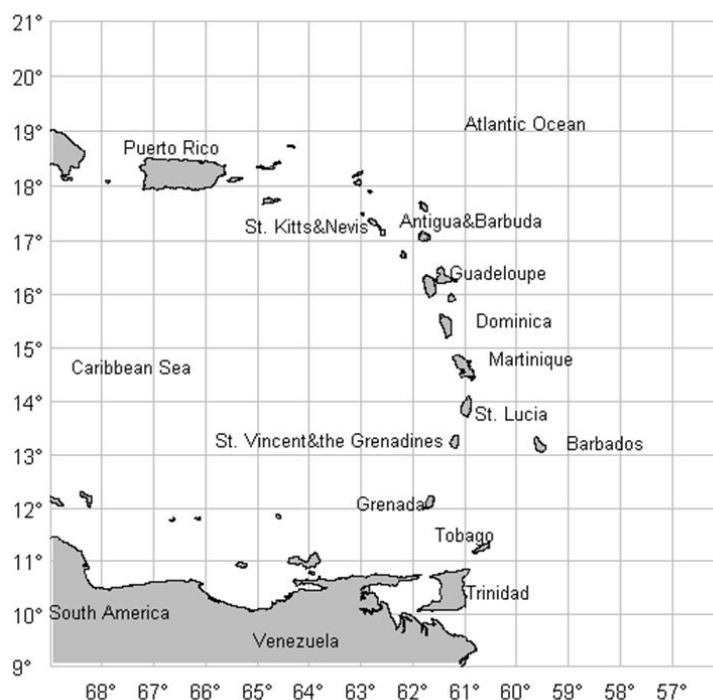 21°
20°
19°
18°
17°
16°
15°
14°
13°
12°
11°
10°
9°
Atlantic Ocean
Puerto Rico
St. Kitts&Nevis
Antigua&Barbuda
Guadeloupe
Dominica
Martinique
Caribbean Sea
St. Lucia
St. Vincent&the Grenadines
Barbados
Grenada
Tobago
Trinidad
South America
Venezuela
68° 67° 66° 65° 64° 63° 62° 61° 60° 59° 58° 57°